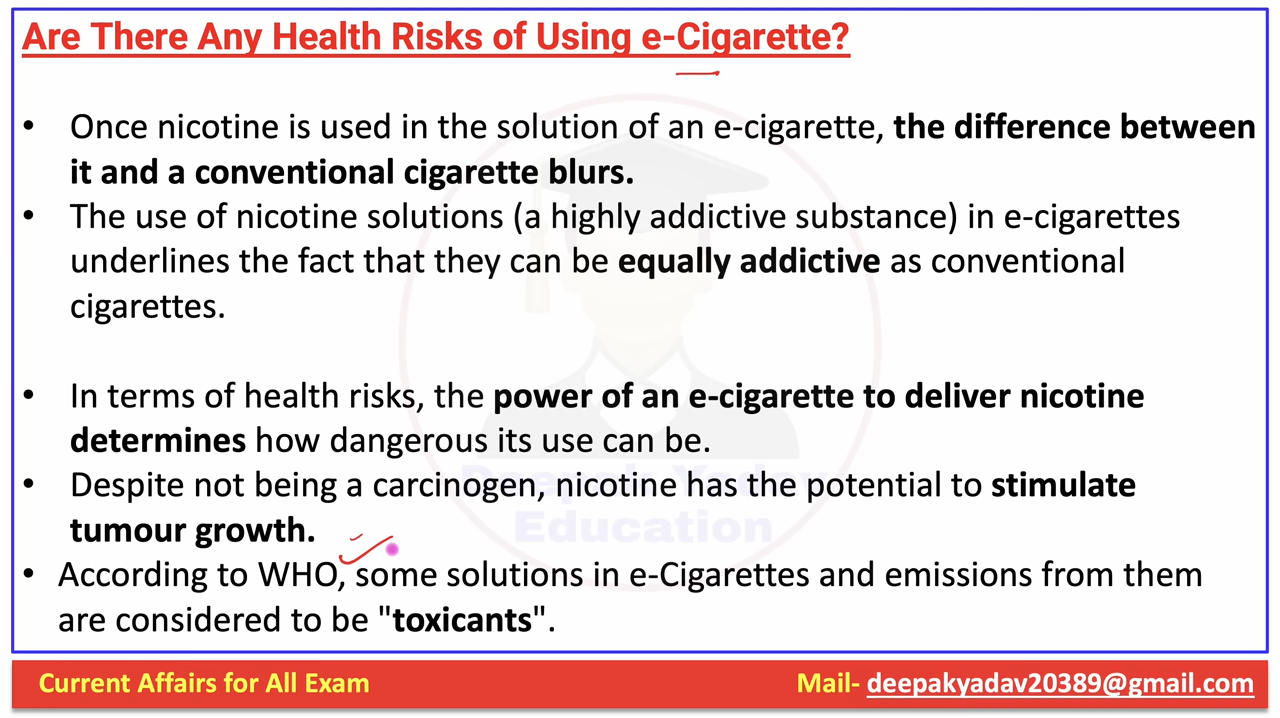 Are There Any Health Risks of Using e-Cigarette?
• Once nicotine is used in the solution of an e-cigarette, the difference between
it and a conventional cigarette blurs.
• The use of nicotine solutions (a highly addictive substance) in e-cigarettes
underlines the fact that they can be equally addictive as conventional
cigarettes.
• In terms of health risks, the power of an e-cigarette to deliver nicotine
determines how dangerous its use can be.
• Despite not being a carcinogen, nicotine has the potential to stimulate
tumour growth.
• According to WHO, some solutions in e-Cigarettes and emissions from them
are considered to be "toxicants".
Deepak Yadav
Education
Current Affairs for All Exam
Mail- deepakyadav20389@gmail.com